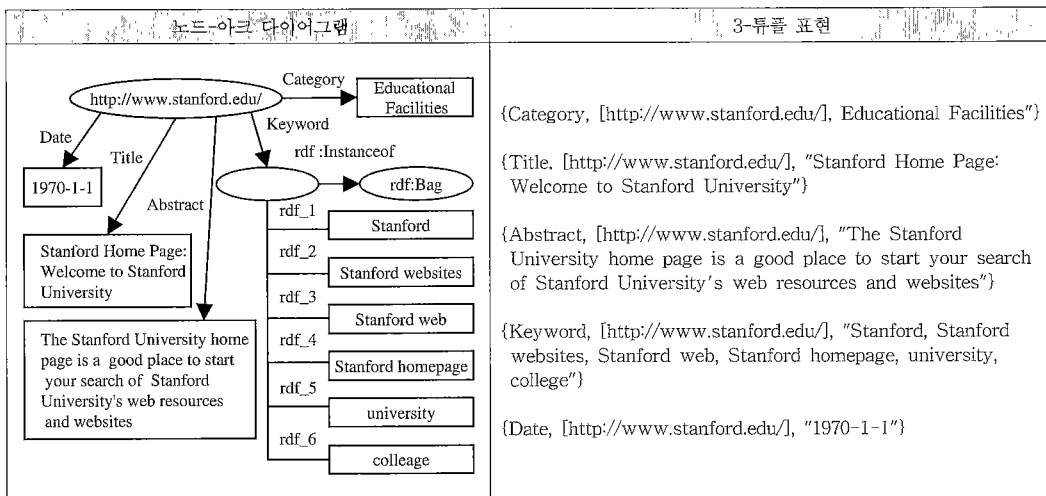 노드-아크 다이어그램
3-튜플 표현
http://www.stanford.edu/
Category
Educational
Facilities
Date
Title
Keyword
rdf :Instanceof
1970-1-1
Abstract
rdf:Bag
rdf_1
Stanford
rdf_2
Stanford websites
rdf_3
Stanford web
rdf_4
Stanford homepage
rdf_5
university
rdf_6
colleage
Stanford Home Page:
Welcome to Stanford
University
The Stanford University home
page is a good place to start
your search of Stanford
University's web resources
and websites
{Category, [http://www.stanford.edu/], Educational Facilities"}
{Title, [http://www.stanford.edu/], "Stanford Home Page:
Welcome to Stanford University"}
{Abstract, [http://www.stanford.edu/], "The Stanford
University home page is a good place to start your search
of Stanford University's web resources and websites"}
{Keyword, [http://www.stanford.edu/], "Stanford, Stanford
websites, Stanford web, Stanford homepage, university,
college"}
{Date, [http://www.stanford.edu/], "1970-1-1"}